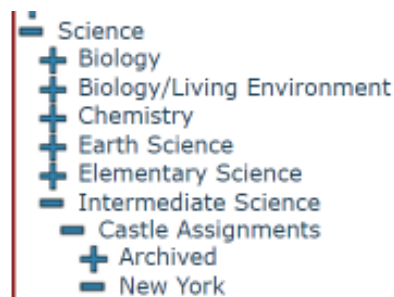 Science
Biology
Biology/Living Environment
Chemistry
Earth Science
Elementary Science
Intermediate Science
Castle Assignments
Archived
New York